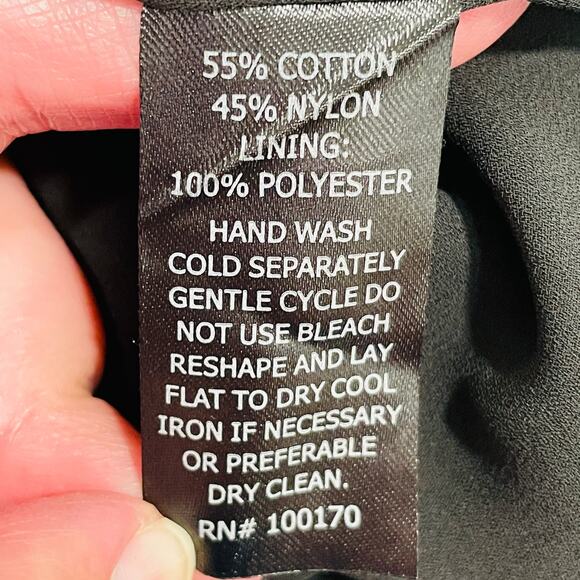 55% COTTON
45% NYLON
LINING:
100% POLYESTER
HAND WASH
COLD SEPARATELY
GENTLE CYCLE DO
NOT USE BLEACH
RESHAPE AND LAY
FLAT TO DRY COOL
IRON IF NECESSARY
OR PREFERABLE
DRY CLEAN.
RN# 100170